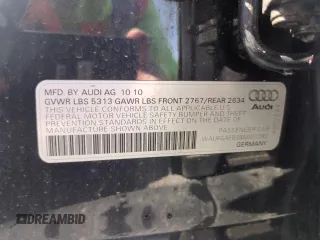 MFD. BY AUDI AG 10 10
GVWR LBS 5313 GAWR LBS FRONT 2767/REAR 2634
THIS VEHICLE CONFORMS TO ALL APPLICABLE
FEDERAL MOTOR VEHICLE SAFETY BUMPER AND THEFT
PREVENTION STANDARDS IN EFFECT ON THE DATE OF
MANUFACTURE SHOWN ABOVE.
Audi
PASSENGER CAR
GERMANY
DREAMBID